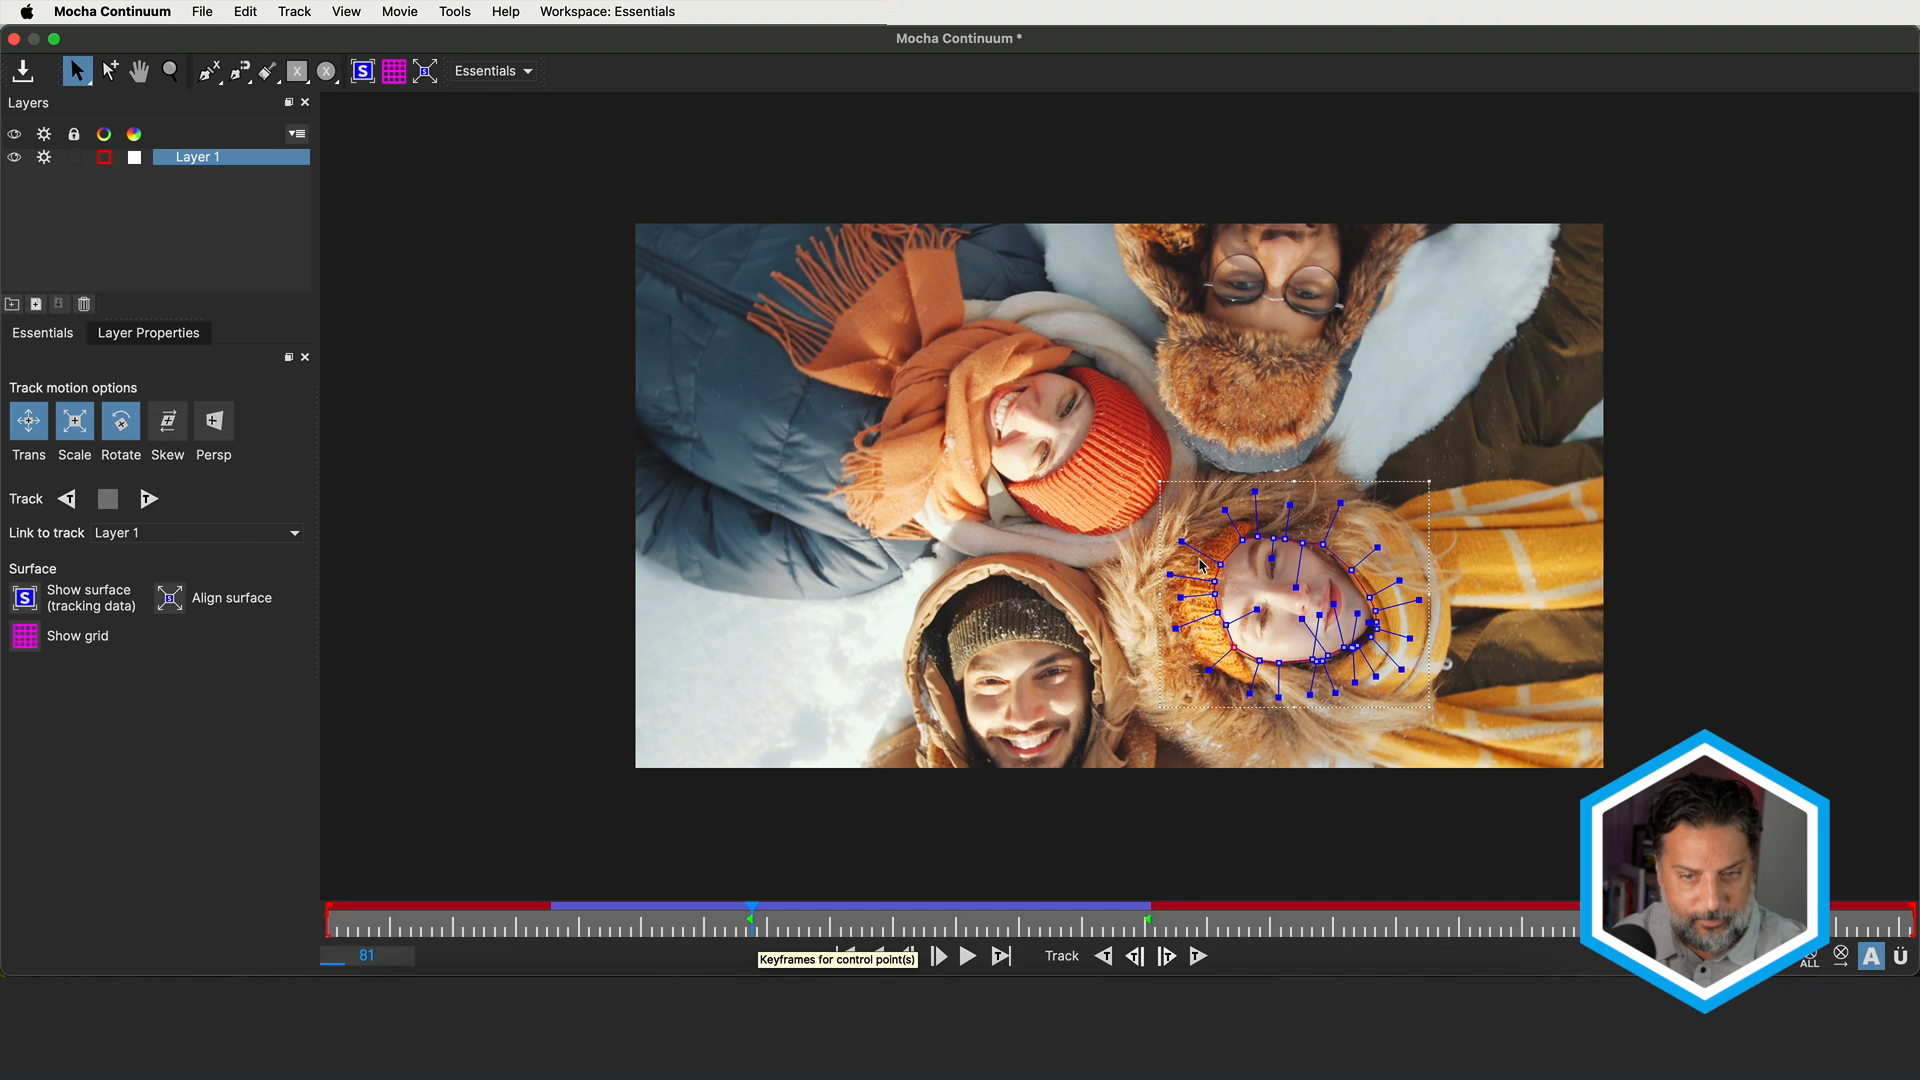 Mocha Continuum File Edit Track View Movie Tools Help Workspace: Essentials
Mocha Continuum *
Essentials
Layers
Layer 1
Essentials Layer Properties
Track motion options
Trans Scale Rotate Skew Persp
Track
Link to track Layer 1
Surface
Show surface
(tracking data)
Align surface
Show grid
81
Keyframes for control point(s)
Track
ALL
A
Ü